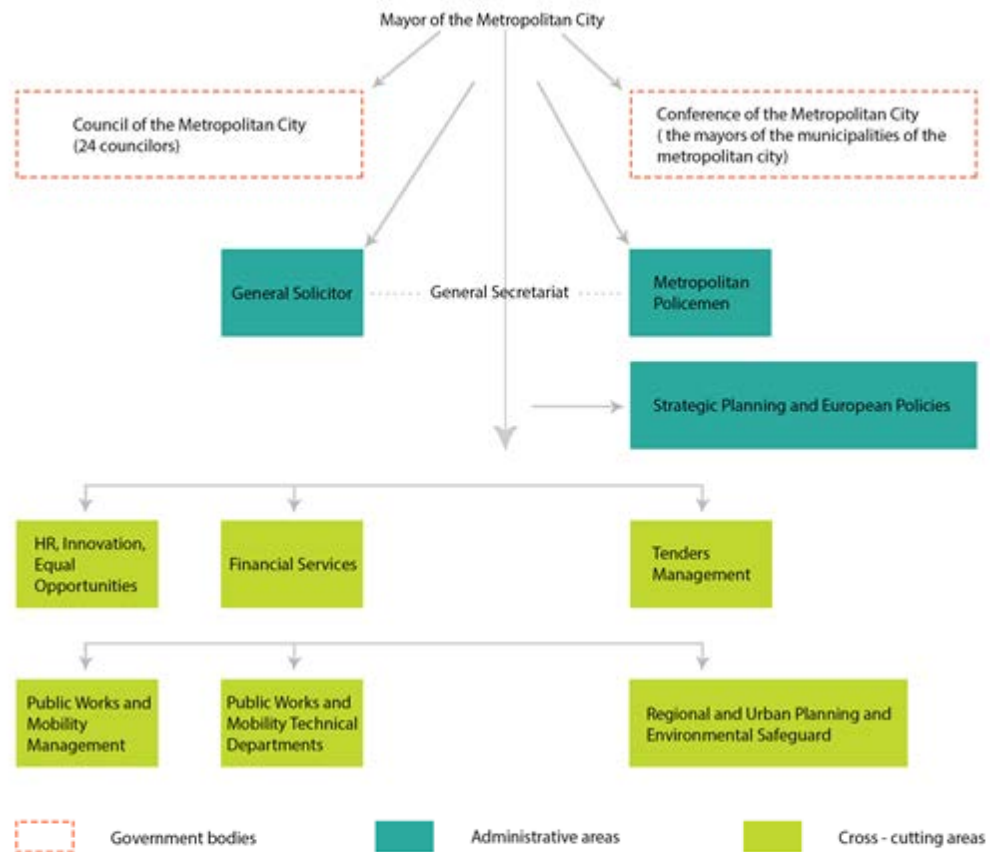 Mayor of the Metropolitan City
Council of the Metropolitan City
(24 councilors)
Conference of the Metropolitan City
( the mayors of the municipalities of the
metropolitan city)
General Solicitor
General Secretariat
Metropolitan
Policemen
Strategic Planning and European Policies
HR, Innovation,
Equal
Opportunities
Financial Services
Tenders
Management
Public Works and
Mobility
Management
Public Works and
Mobility Technical
Departments
Regional and Urban Planning and
Environmental Safeguard
Government bodies
Administrative areas
Cross - cutting areas